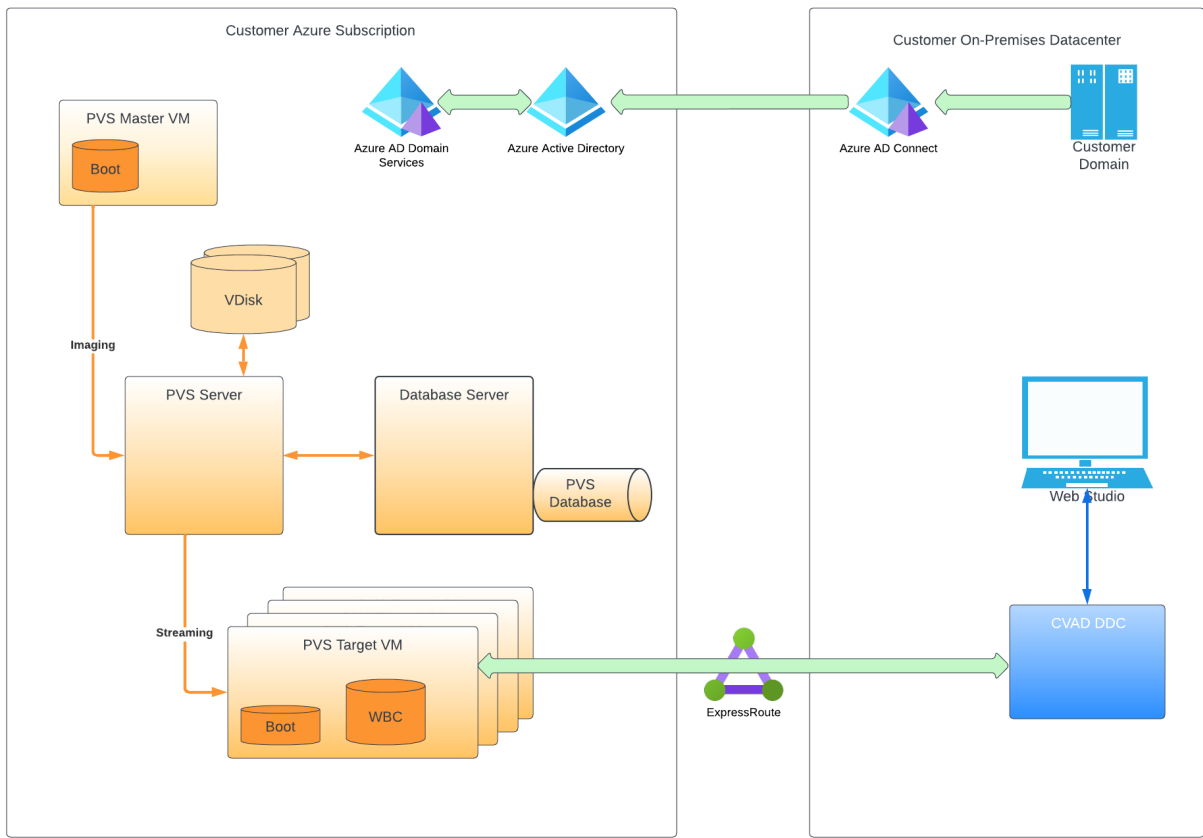 Customer Azure Subscription
Customer On-Premises Datacenter
PVS Master VM
Boot
Azure AD Domain
Services
Azure Active Directory
Azure AD Connect
Customer
Domain
VDisk
Imaging
PVS Server
Database Server
PVS
Database
Web Studio
Streaming
PVS Target VM
Boot
WBC
ExpressRoute
CVAD DDC